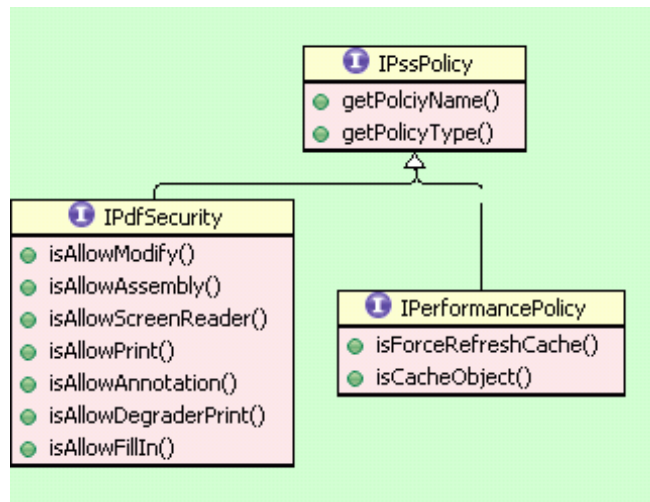 I IPssPolicy
getPolciyName()
getPolicyType()
I IPdfSecurity
isAllowModify()
isAllowAssembly()
isAllowScreenReader()
isAllowPrint()
isAllowAnnotation()
isAllowDegraderPrint()
isAllowFillIn()
I IPerformancePolicy
isForceRefreshCache()
isCacheObject()